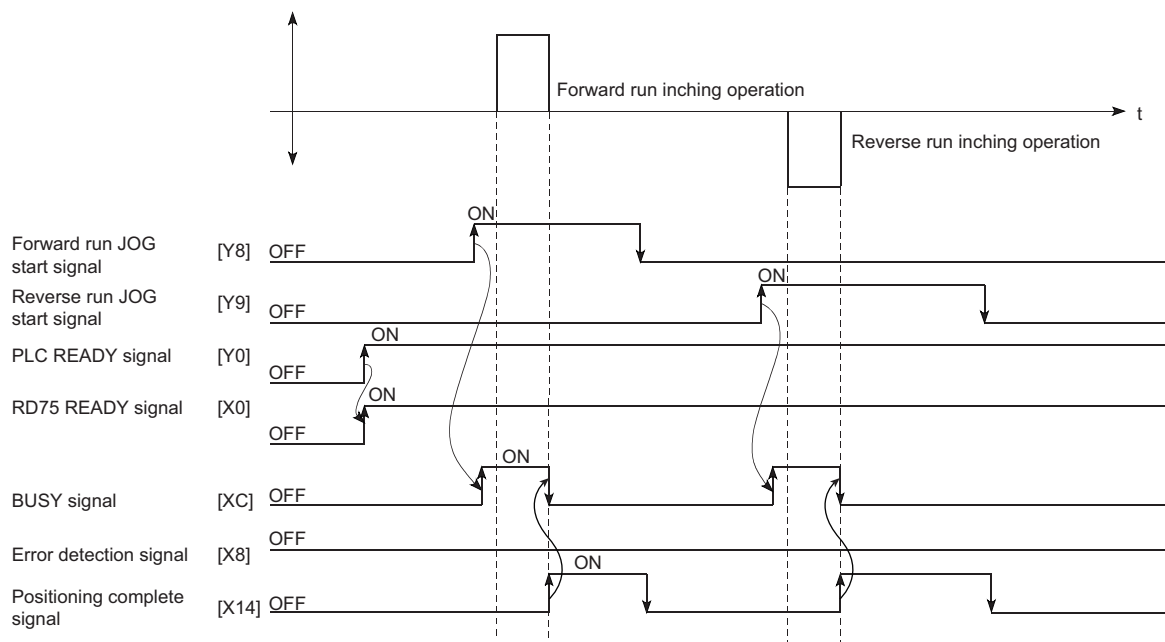 Forward run inching operation
t
Reverse run inching operation
ON
Forward run JOG
start signal
[Y8]
OFF
ON
Reverse run JOG
start signal
[Y9]
OFF
ON
PLC READY signal
[Y0]
OFF
ON
RD75 READY signal
[X0]
OFF
ON
BUSY signal
[XC]
OFF
Error detection signal
[X8]
OFF
ON
Positioning complete
signal
[X14]
OFF